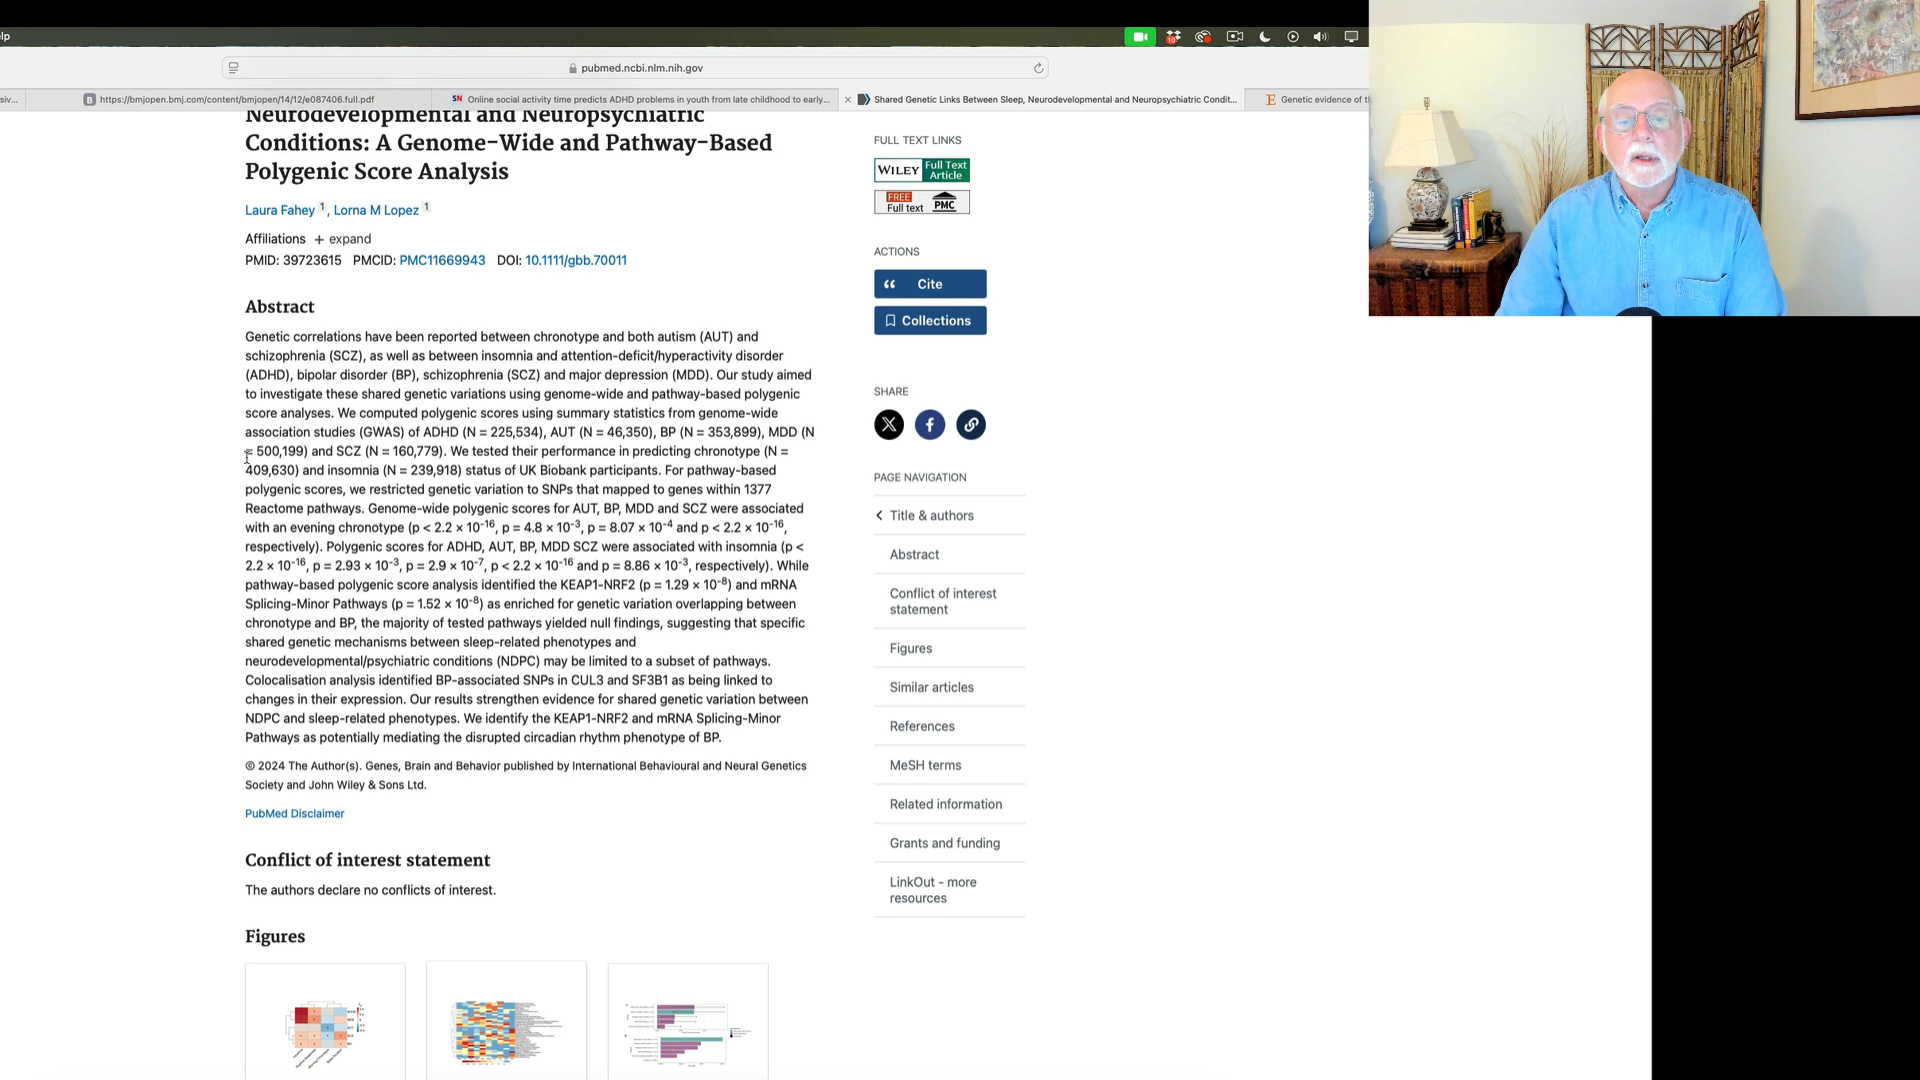 lp
pubmed.ncbi.nlm.nih.gov
siv...
https://bmjopen.bmj.com/content/bmjopen/14/12/e087406.full.pdf
Online social activity time predicts ADHD problems in youth from late childhood to early...
Shared Genetic Links Between Sleep, Neurodevelopmental and Neuropsychiatric Condit...
Genetic evidence of t
Neurodevelopmental and Neuropsychiatric
Conditions: A Genome-Wide and Pathway-Based
Polygenic Score Analysis
Laura Fahey 1, Lorna M Lopez 1
Affiliations + expand
PMID: 39723615 PMCID: PMC11669943 DOI: 10.1111/gbb.70011
Abstract
Genetic correlations have been reported between chronotype and both autism (AUT) and
schizophrenia (SCZ), as well as between insomnia and attention-deficit/hyperactivity disorder
(ADHD), bipolar disorder (BP), schizophrenia (SCZ) and major depression (MDD). Our study aimed
to investigate these shared genetic variations using genome-wide and pathway-based polygenic
score analyses. We computed polygenic scores using summary statistics from genome-wide
association studies (GWAS) of ADHD (N = 225,534), AUT (N = 46,350), BP (N = 353,899), MDD (N
= 500,199) and SCZ (N = 160,779). We tested their performance in predicting chronotype (N =
409,630) and insomnia (N = 239,918) status of UK Biobank participants. For pathway-based
polygenic scores, we restricted genetic variation to SNPs that mapped to genes within 1377
Reactome pathways. Genome-wide polygenic scores for AUT, BP, MDD and SCZ were associated
with an evening chronotype (p < 2.2 × 10-16, p = 4.8 × 10-3, p = 8.07 × 10-4 and p < 2.2 × 10-16,
respectively). Polygenic scores for ADHD, AUT, BP, MDD SCZ were associated with insomnia (p <
2.2 × 10-16, p = 2.93 × 10-3, p = 2.9 × 10-7, p < 2.2 × 10-16 and p = 8.86 × 10-3, respectively). While
pathway-based polygenic score analysis identified the KEAP1-NRF2 (p = 1.29 × 10-8) and mRNA
Splicing-Minor Pathways (p = 1.52 × 10-8) as enriched for genetic variation overlapping between
chronotype and BP, the majority of tested pathways yielded null findings, suggesting that specific
shared genetic mechanisms between sleep-related phenotypes and
neurodevelopmental/psychiatric conditions (NDPC) may be limited to a subset of pathways.
Colocalisation analysis identified BP-associated SNPs in CUL3 and SF3B1 as being linked to
changes in their expression. Our results strengthen evidence for shared genetic variation between
NDPC and sleep-related phenotypes. We identify the KEAP1-NRF2 and mRNA Splicing-Minor
Pathways as potentially mediating the disrupted circadian rhythm phenotype of BP.
© 2024 The Author(s). Genes, Brain and Behavior published by International Behavioural and Neural Genetics
Society and John Wiley & Sons Ltd.
PubMed Disclaimer
Conflict of interest statement
The authors declare no conflicts of interest.
Figures
FULL TEXT LINKS
WILEY Full Text
Article
FREE
Full text PMC
ACTIONS
Cite
Collections
SHARE
PAGE NAVIGATION
Title & authors
Abstract
Conflict of interest
statement
Figures
Similar articles
References
MeSH terms
Related information
Grants and funding
LinkOut - more
resources